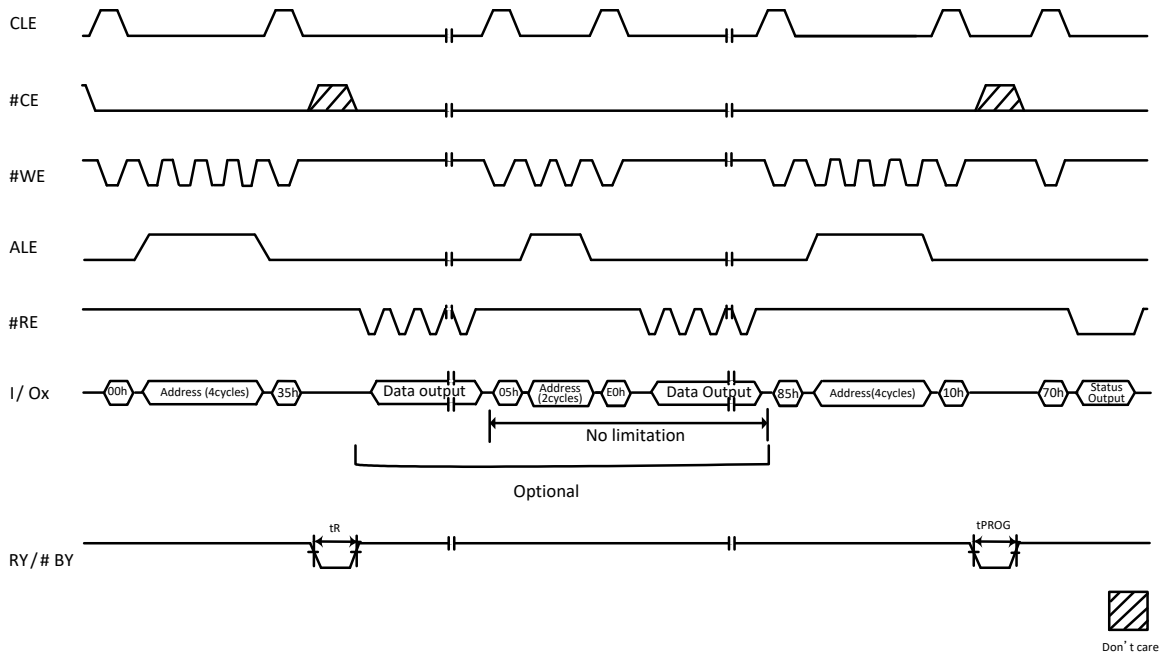 CLE
#CE
#WE
ALE
#RE
I/Ox 00h Address (4cycles) 35h Data output 05h Address (2cycles) E0h Data Output 85h Address(4cycles) 10h 70h Status Output
No limitation
Optional
tR tPROG
RY/# BY
Don't care